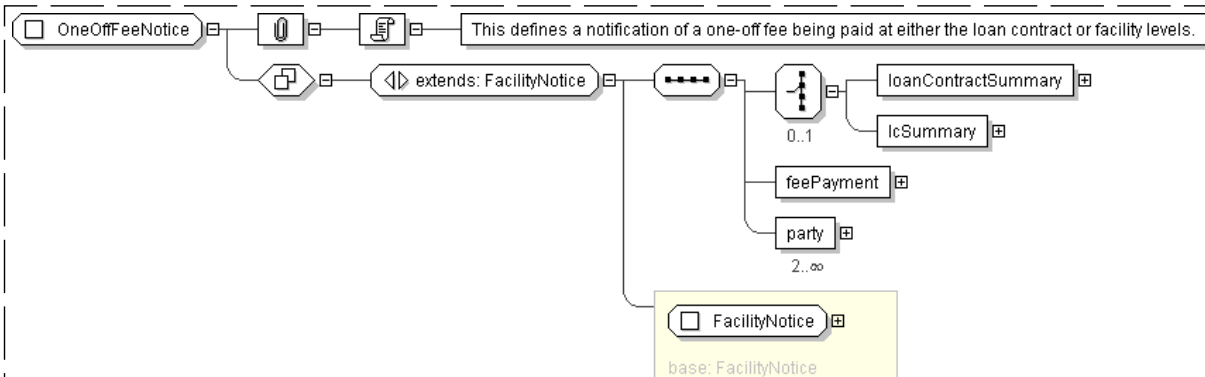 OneOffFeeNotice
This defines a notification of a one-off fee being paid at either the loan contract or facility levels.
extends: FacilityNotice
loanContractSummary
0..1
lcSummary
feePayment
party
2..∞
FacilityNotice
base: FacilityNotice